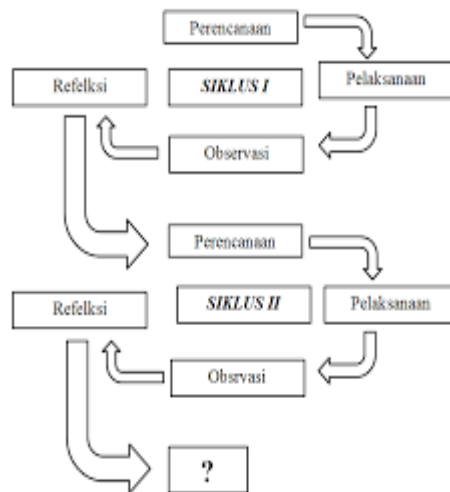 Perencanaan
Refelksi
SIKLUS I
Pelaksanaan
Observasi
Perencanaan
Refelksi
SIKLUS II
Pelaksanaan
Obsrvasi
?